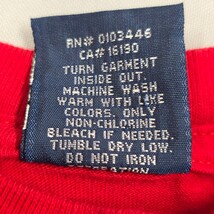 RN# 0103446
CA# 16190
TURN GARMENT
INSIDE OUT.
MACHINE WASH
WARM WITH LIKE
COLORS. ONLY
NON-CHLORINE
BLEACH IF NEEDED.
TUMBLE DRY LOW.
DO NOT IRON